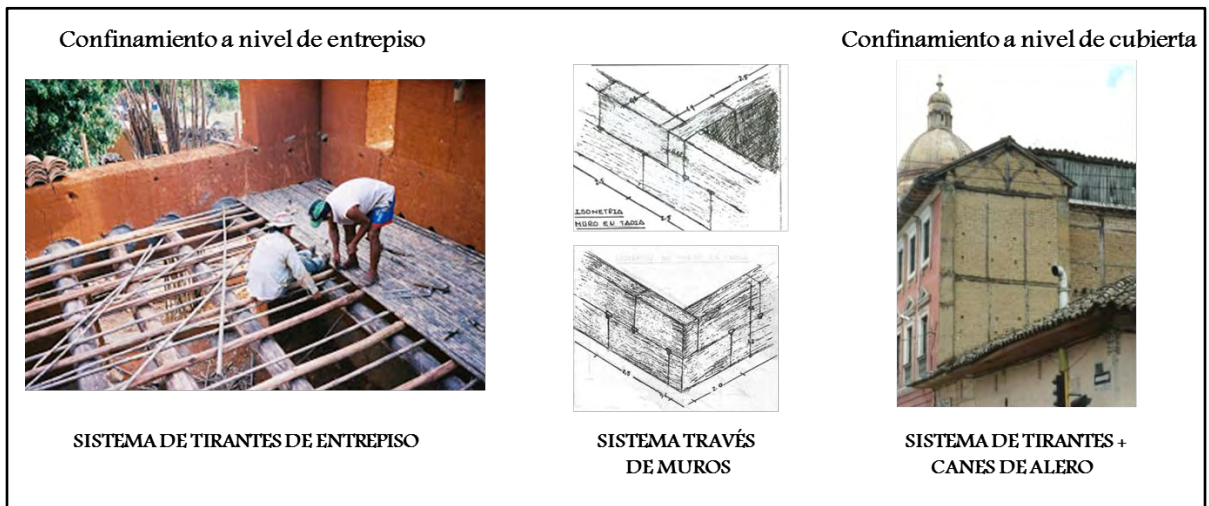 Confinamiento a nivel de entrepiso
Confinamiento a nivel de cubierta
ISOMETRIA
MURO EN TAPIA
SISTEMA DE TIRANTES DE ENTREPISO
SISTEMA TRAVÉS
DE MUROS
SISTEMA DE TIRANTES +
CANES DE ALERO